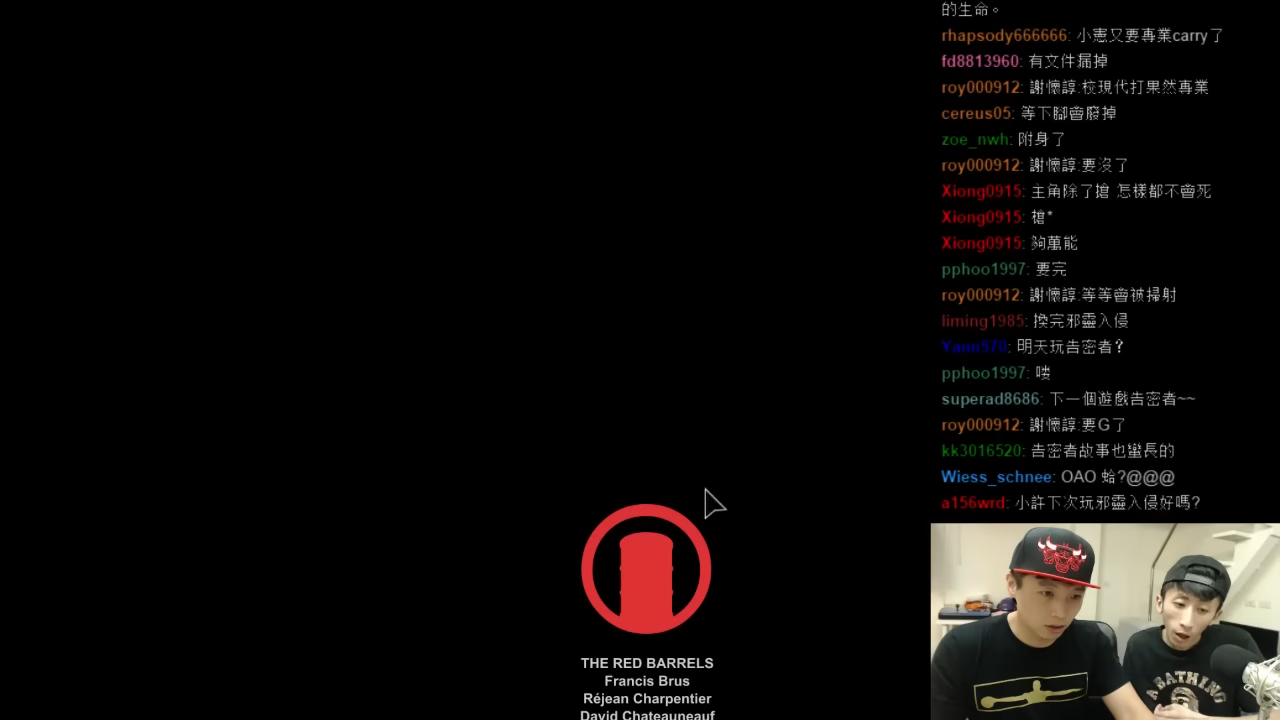 的生命。
rhapsody666666: 小憲又要專業carry了
fd8813960: 有文件漏掉
roy000912: 謝懷諄:校現代打果然專業
cereus05: 等下腳會廢掉
zoe_nwh: 附身了
roy000912: 謝懷諄:要沒了
Xiong0915: 主角除了搶 怎樣都不會死
Xiong0915: 槍*
Xiong0915: 夠萬能
pphoo1997: 要完
roy000912: 謝懷諄:等等會被掃射
liming1985: 換完邪靈入侵
Yann570: 明天玩告密者?
pphoo1997: 喽
superad8686: 下一個遊戲告密者~~
roy000912: 謝懷諄:要G了
kk3016520: 告密者故事也蠻長的
Wiess_schnee: OAO 蛤?@@@
a156wrd: 小許下次玩邪靈入侵好嗎?
THE RED BARRELS
Francis Brus
Réjean Charpentier
David Chateauneuf